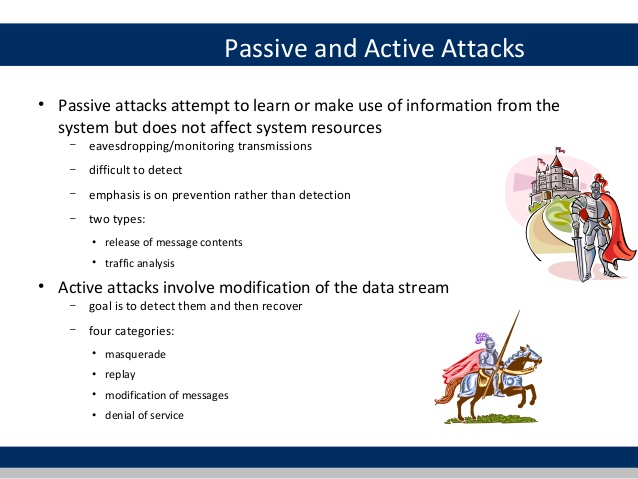 Passive and Active Attacks
• Passive attacks attempt to learn or make use of information from the
system but does not affect system resources
– eavesdropping/monitoring transmissions
– difficult to detect
– emphasis is on prevention rather than detection
– two types:
• release of message contents
• traffic analysis
• Active attacks involve modification of the data stream
– goal is to detect them and then recover
– four categories:
• masquerade
• replay
• modification of messages
• denial of service